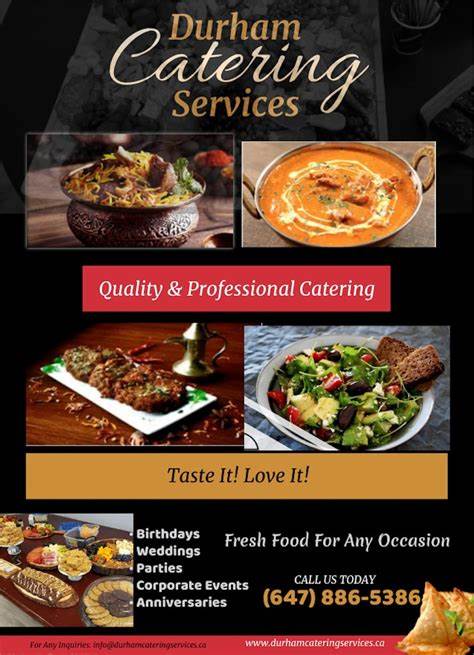 Durham
Catering
Services
Quality & Professional Catering
Taste It! Love It!
• Birthdays
Weddings
• Parties
• Corporate Events
• Anniversaries
Fresh Food For Any Occasion
CALL US TODAY
(647) 886-5386
For Any Inquiries: info@durhamcateringservices.ca
www.durhamcateringservices.ca